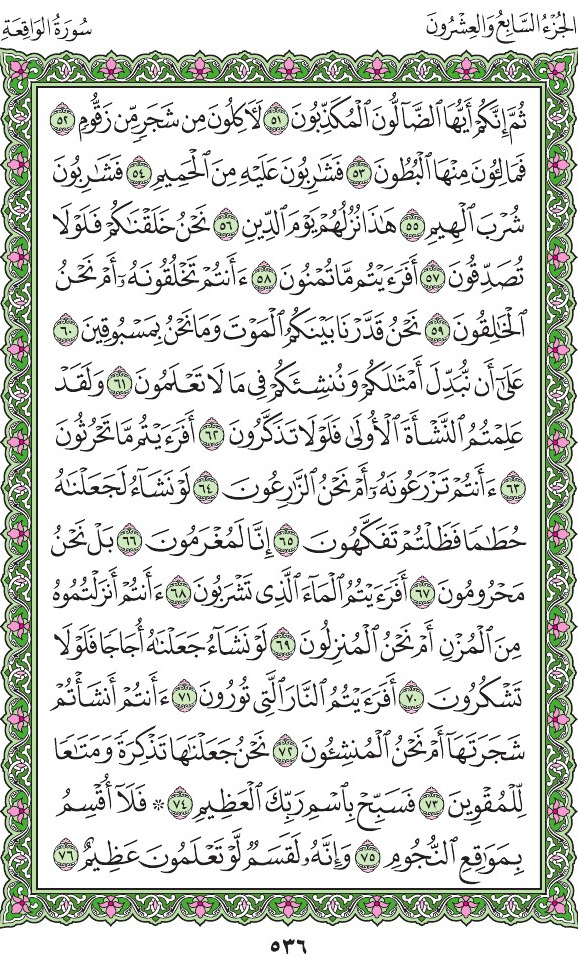 الجُزْءُ السَّابِعُ وَالعِشْرُونَ
سُورَةُ الوَاقِعَةِ
ثُمَّ إِنَّكُمْ أَيُّهَا ٱلضَّآلُّونَ ٱلْمُكَذِّبُونَ ٥١ لَأٓكِلُونَ مِن شَجَرٍ مِّن زَقُّومٍ ٥٢
فَمَالِـُٔونَ مِنْهَا ٱلْبُطُونَ ٥٣ فَشَٰرِبُونَ عَلَيْهِ مِنَ ٱلْحَمِيمِ ٥٤ فَشَٰرِبُونَ
شُرْبَ ٱلْهِيمِ ٥٥ هَٰذَا نُزُلُهُمْ يَوْمَ ٱلدِّينِ ٥٦ نَحْنُ خَلَقْنَٰكُمْ فَلَوْلَا
تُصَدِّقُونَ ٥٧ أَفَرَءَيْتُم مَّا تُمْنُونَ ٥٨ ءَأَنتُمْ تَخْلُقُونَهُۥٓ أَمْ نَحْنُ
ٱلْخَٰلِقُونَ ٥٩ نَحْنُ قَدَّرْنَا بَيْنَكُمُ ٱلْمَوْتَ وَمَا نَحْنُ بِمَسْبُوقِينَ ٦٠
عَلَىٰٓ أَن نُّبَدِّلَ أَمْثَٰلَكُمْ وَنُنشِئَكُمْ فِى مَا لَا تَعْلَمُونَ ٦١ وَلَقَدْ
عَلِمْتُمُ ٱلنَّشْأَةَ ٱلْأُولَىٰ فَلَوْلَا تَذَكَّرُونَ ٦٢ أَفَرَءَيْتُم مَّا تَحْرُثُونَ
٦٣ ءَأَنتُمْ تَزْرَعُونَهُۥٓ أَمْ نَحْنُ ٱلزَّٰرِعُونَ ٦٤ لَوْ نَشَآءُ لَجَعَلْنَٰهُ
حُطَٰمًا فَظَلْتُمْ تَفَكَّهُونَ ٦٥ إِنَّا لَمُغْرَمُونَ ٦٦ بَلْ نَحْنُ
مَحْرُومُونَ ٦٧ أَفَرَءَيْتُمُ ٱلْمَآءَ ٱلَّذِى تَشْرَبُونَ ٦٨ ءَأَنتُمْ أَنزَلْتُمُوهُ
مِنَ ٱلْمُزْنِ أَمْ نَحْنُ ٱلْمُنزِلُونَ ٦٩ لَوْ نَشَآءُ جَعَلْنَٰهُ أُجَاجًا فَلَوْلَا
تَشْكُرُونَ ٧٠ أَفَرَءَيْتُمُ ٱلنَّارَ ٱلَّتِى تُورُونَ ٧١ ءَأَنتُمْ أَنشَأْتُمْ
شَجَرَتَهَآ أَمْ نَحْنُ ٱلْمُنشِـُٔونَ ٧٢ نَحْنُ جَعَلْنَٰهَا تَذْكِرَةً وَمَتَٰعًا
لِّلْمُقْوِينَ ٧٣ فَسَبِّحْ بِٱسْمِ رَبِّكَ ٱلْعَظِيمِ ٧٤ * فَلَآ أُقْسِمُ
بِمَوَٰقِعِ ٱلنُّجُومِ ٧٥ وَإِنَّهُۥ لَقَسَمٌ لَّوْ تَعْلَمُونَ عَظِيمٌ ٧٦
٥٣٦